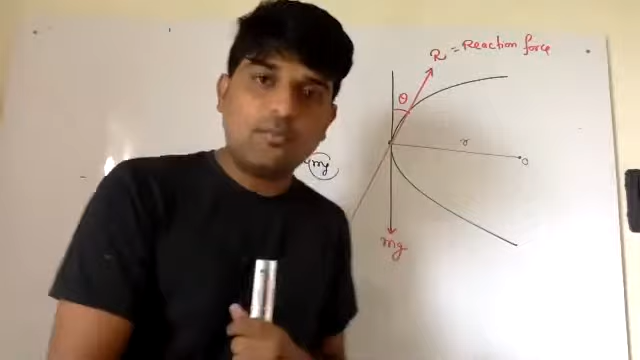 R = Reaction force
θ
mg
r
O
mg